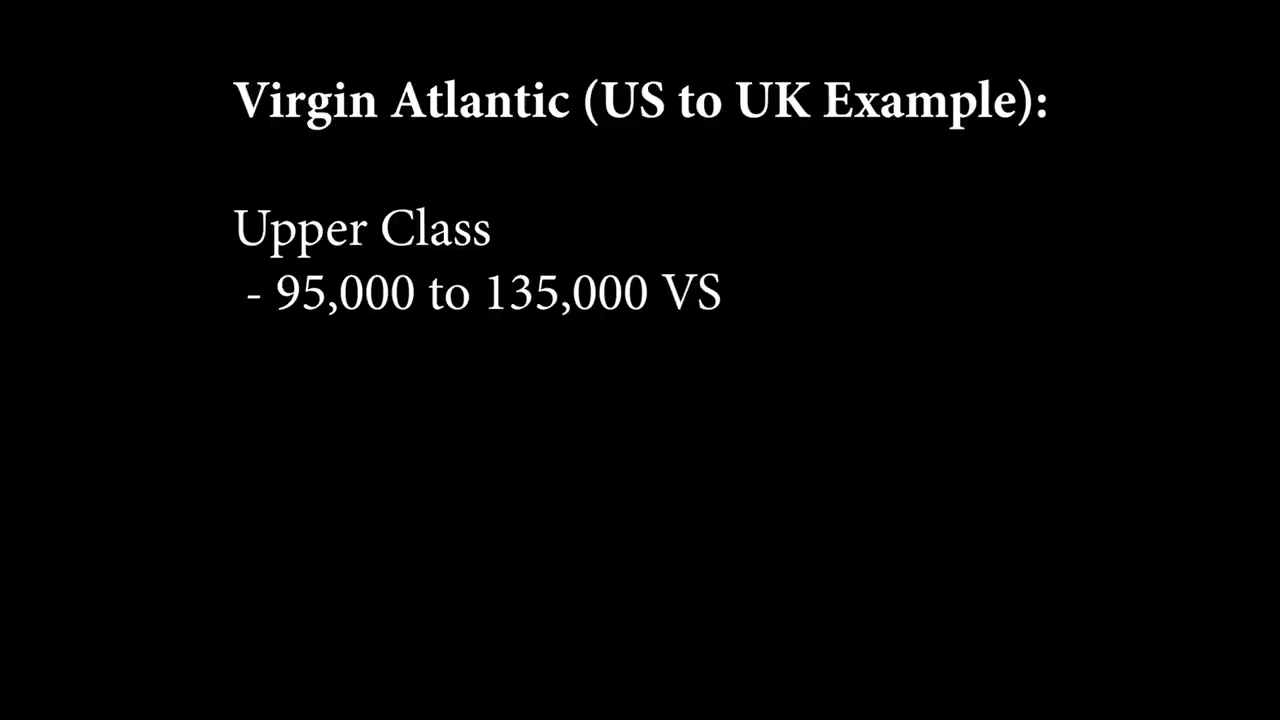 Virgin Atlantic (US to UK Example):
Upper Class
- 95,000 to 135,000 VS